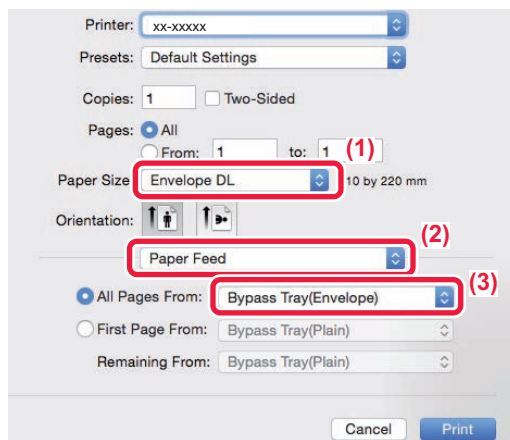 Printer: xx-xxxxx
Presets: Default Settings
Copies: 1 Two-Sided
Pages: All
From: 1 to: 1 (1)
Paper Size Envelope DL 10 by 220 mm
Orientation:
(2)
Paper Feed
(3)
All Pages From: Bypass Tray(Envelope)
First Page From: Bypass Tray(Plain)
Remaining From: Bypass Tray(Plain)
Cancel Print